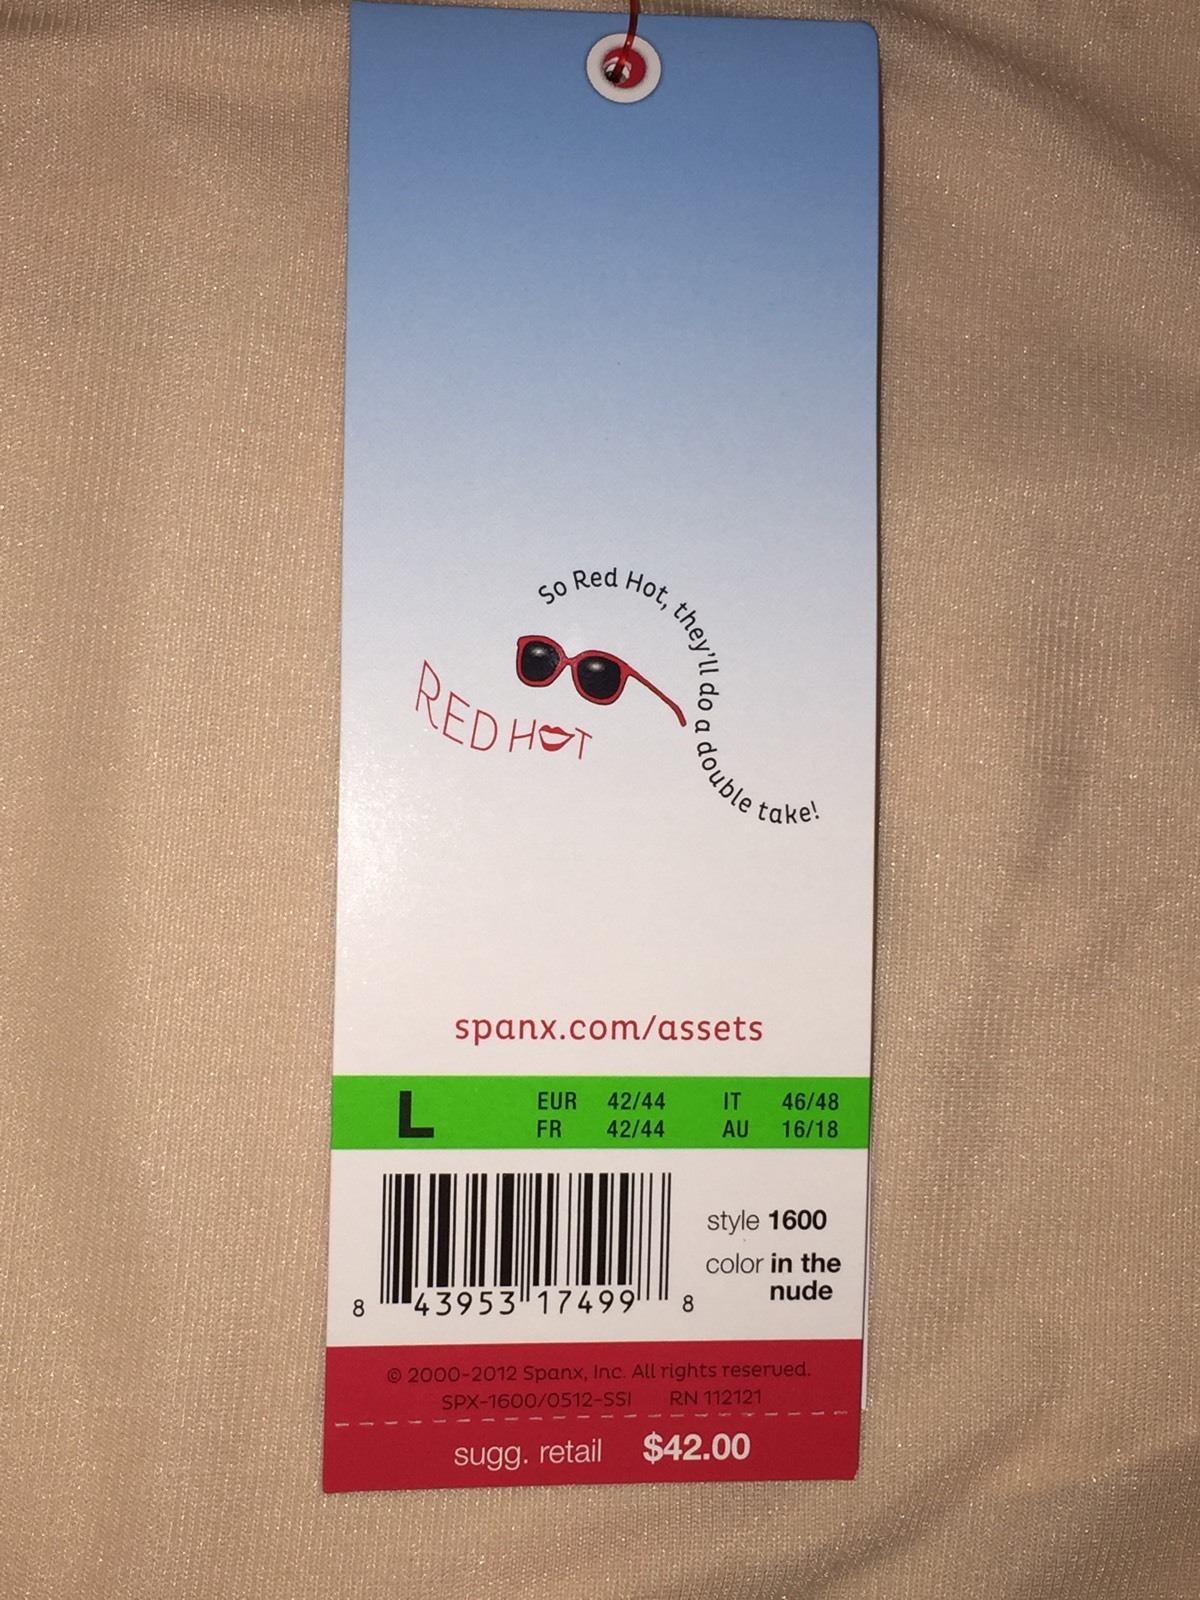 So Red Hot, they'll do a double take!
RED HOT
spanx.com/assets
L EUR 42/44 IT 46/48
FR 42/44 AU 16/18
style 1600
color in the
nude
8 43953 17499 8
© 2000-2012 Spanx, Inc. All rights reserved.
SPX-1600/0512-SSI RN 112121
sugg. retail $42.00